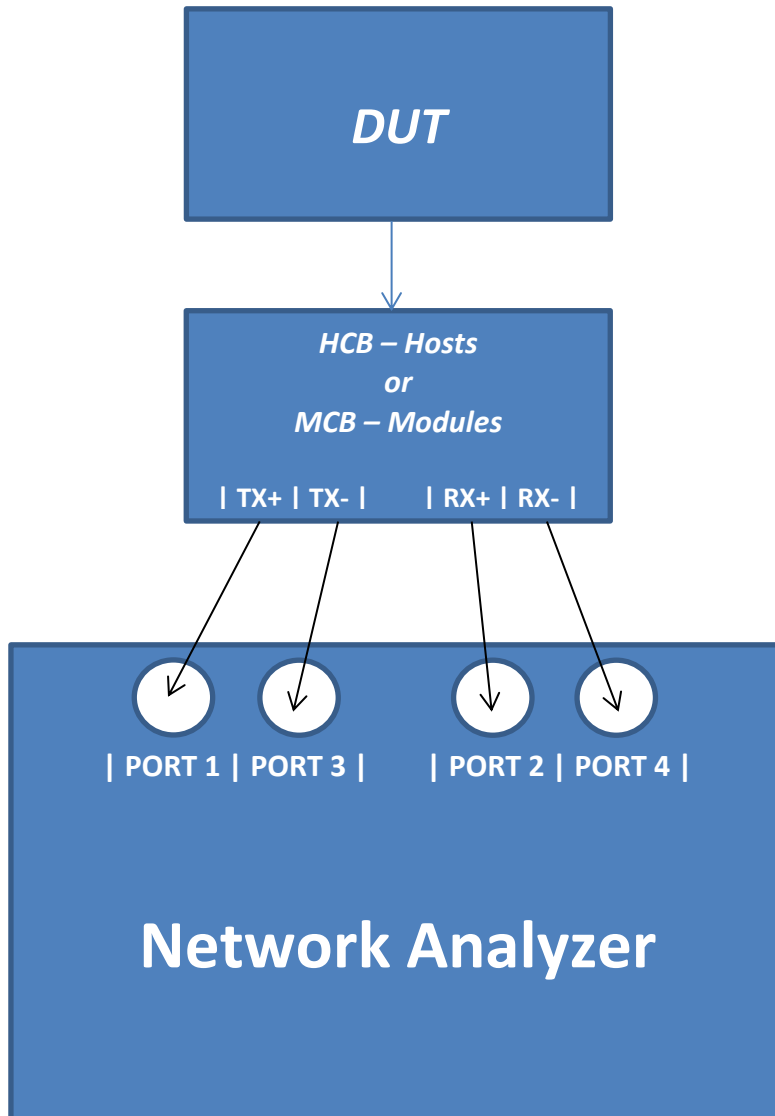 DUT
HCB – Hosts
or
MCB – Modules
| TX+ | TX- | | RX+ | RX- |
| PORT 1 | PORT 3 | | PORT 2 | PORT 4 |
Network Analyzer